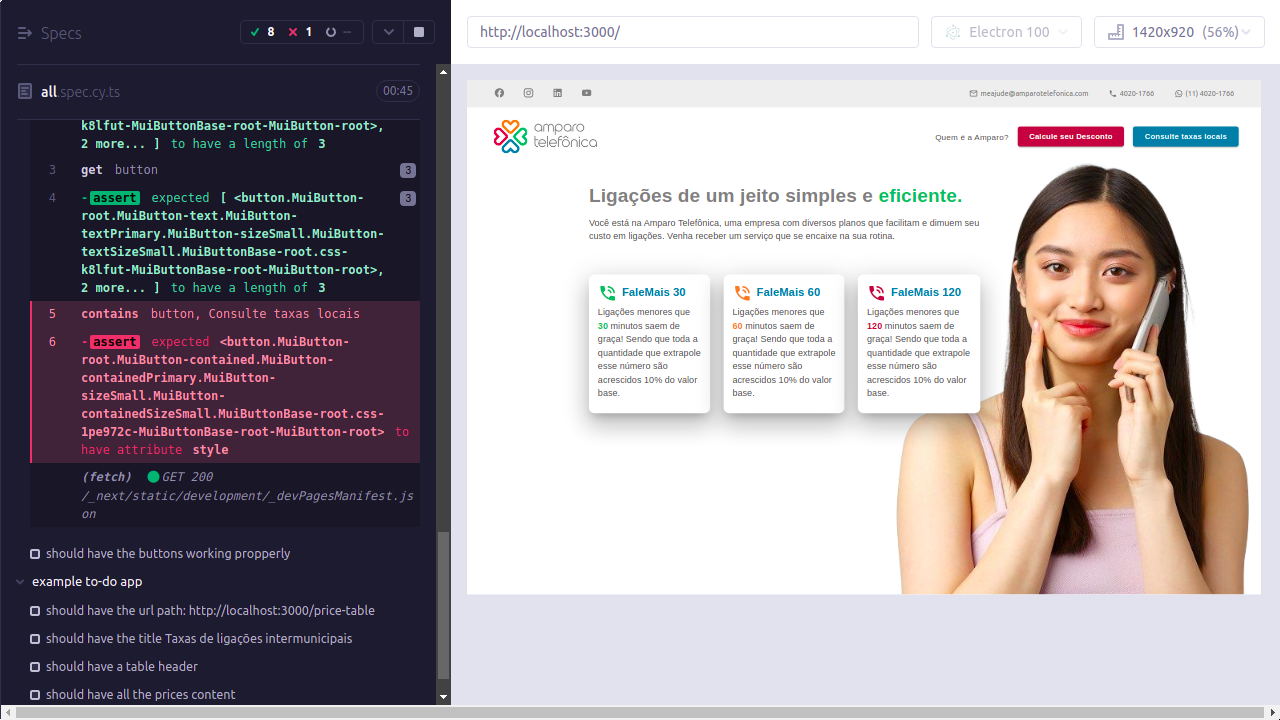 Specs
8
1
--
all.spec.cy.ts
00:45
k8lfut-MuiButtonBase-root-MuiButton-root>,
2 more... ] to have a length of 3
3 get button 3
4 -assert expected [ <button.MuiButton- 3
root.MuiButton-text.MuiButton-
textPrimary.MuiButton-sizeSmall.MuiButton-
textSizeSmall.MuiButtonBase-root.css-
k8lfut-MuiButtonBase-root-MuiButton-root>,
2 more... ] to have a length of 3
5 contains button, Consulte taxas locais
6 -assert expected <button.MuiButton-
root.MuiButton-contained.MuiButton-
containedPrimary.MuiButton-
sizeSmall.MuiButton-
containedSizeSmall.MuiButtonBase-root.css-
1pe972c-MuiButtonBase-root-MuiButton-root> to
have attribute style
(fetch) GET 200
/_next/static/development/_devPagesManifest.js
on
should have the buttons working propperly
example to-do app
should have the url path: http://localhost:3000/price-table
should have the title Taxas de ligações intermunicipais
should have a table header
should have all the prices content
http://localhost:3000/
Electron 100
1420x920 (56%)
meajude@amparotelefonica.com
4020-1766
(11) 4020-1766
amparo
telefônica
Quem é a Amparo?
Calcule seu Desconto
Consulte taxas locais
Ligações de um jeito simples e eficiente.
Você está na Amparo Telefônica, uma empresa com diversos planos que facilitam e dimuem seu
custo em ligações. Venha receber um serviço que se encaixe na sua rotina.
FaleMais 30
Ligações menores que
30 minutos saem de
graça! Sendo que toda a
quantidade que extrapole
esse número são
acrescidos 10% do valor
base.
FaleMais 60
Ligações menores que
60 minutos saem de
graça! Sendo que toda a
quantidade que extrapole
esse número são
acrescidos 10% do valor
base.
FaleMais 120
Ligações menores que
120 minutos saem de
graça! Sendo que toda a
quantidade que extrapole
esse número são
acrescidos 10% do valor
base.